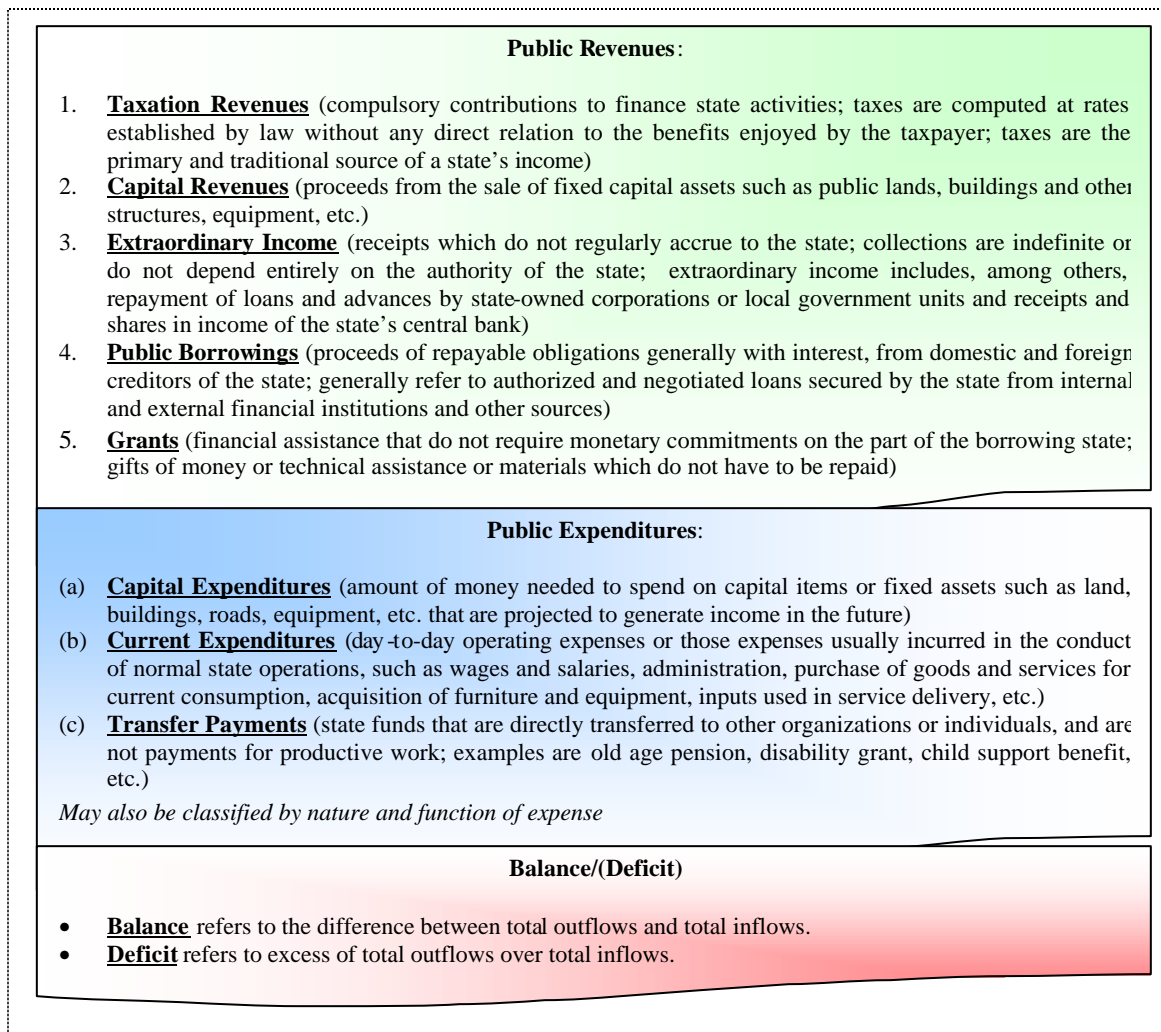 Public Revenues:
1. Taxation Revenues (compulsory contributions to finance state activities; taxes are computed at rates
established by law without any direct relation to the benefits enjoyed by the taxpayer; taxes are the
primary and traditional source of a state's income)
2. Capital Revenues (proceeds from the sale of fixed capital assets such as public lands, buildings and other
structures, equipment, etc.)
3. Extraordinary Income (receipts which do not regularly accrue to the state; collections are indefinite or
do not depend entirely on the authority of the state; extraordinary income includes, among others,
repayment of loans and advances by state-owned corporations or local government units and receipts and
shares in income of the state's central bank)
4. Public Borrowings (proceeds of repayable obligations generally with interest, from domestic and foreign
creditors of the state; generally refer to authorized and negotiated loans secured by the state from internal
and external financial institutions and other sources)
5. Grants (financial assistance that do not require monetary commitments on the part of the borrowing state;
gifts of money or technical assistance or materials which do not have to be repaid)
Public Expenditures:
(a) Capital Expenditures (amount of money needed to spend on capital items or fixed assets such as land,
buildings, roads, equipment, etc. that are projected to generate income in the future)
(b) Current Expenditures (day-to-day operating expenses or those expenses usually incurred in the conduct
of normal state operations, such as wages and salaries, administration, purchase of goods and services for
current consumption, acquisition of furniture and equipment, inputs used in service delivery, etc.)
(c) Transfer Payments (state funds that are directly transferred to other organizations or individuals, and are
not payments for productive work; examples are old age pension, disability grant, child support benefit,
etc.)
May also be classified by nature and function of expense
Balance/(Deficit)
• Balance refers to the difference between total outflows and total inflows.
• Deficit refers to excess of total outflows over total inflows.